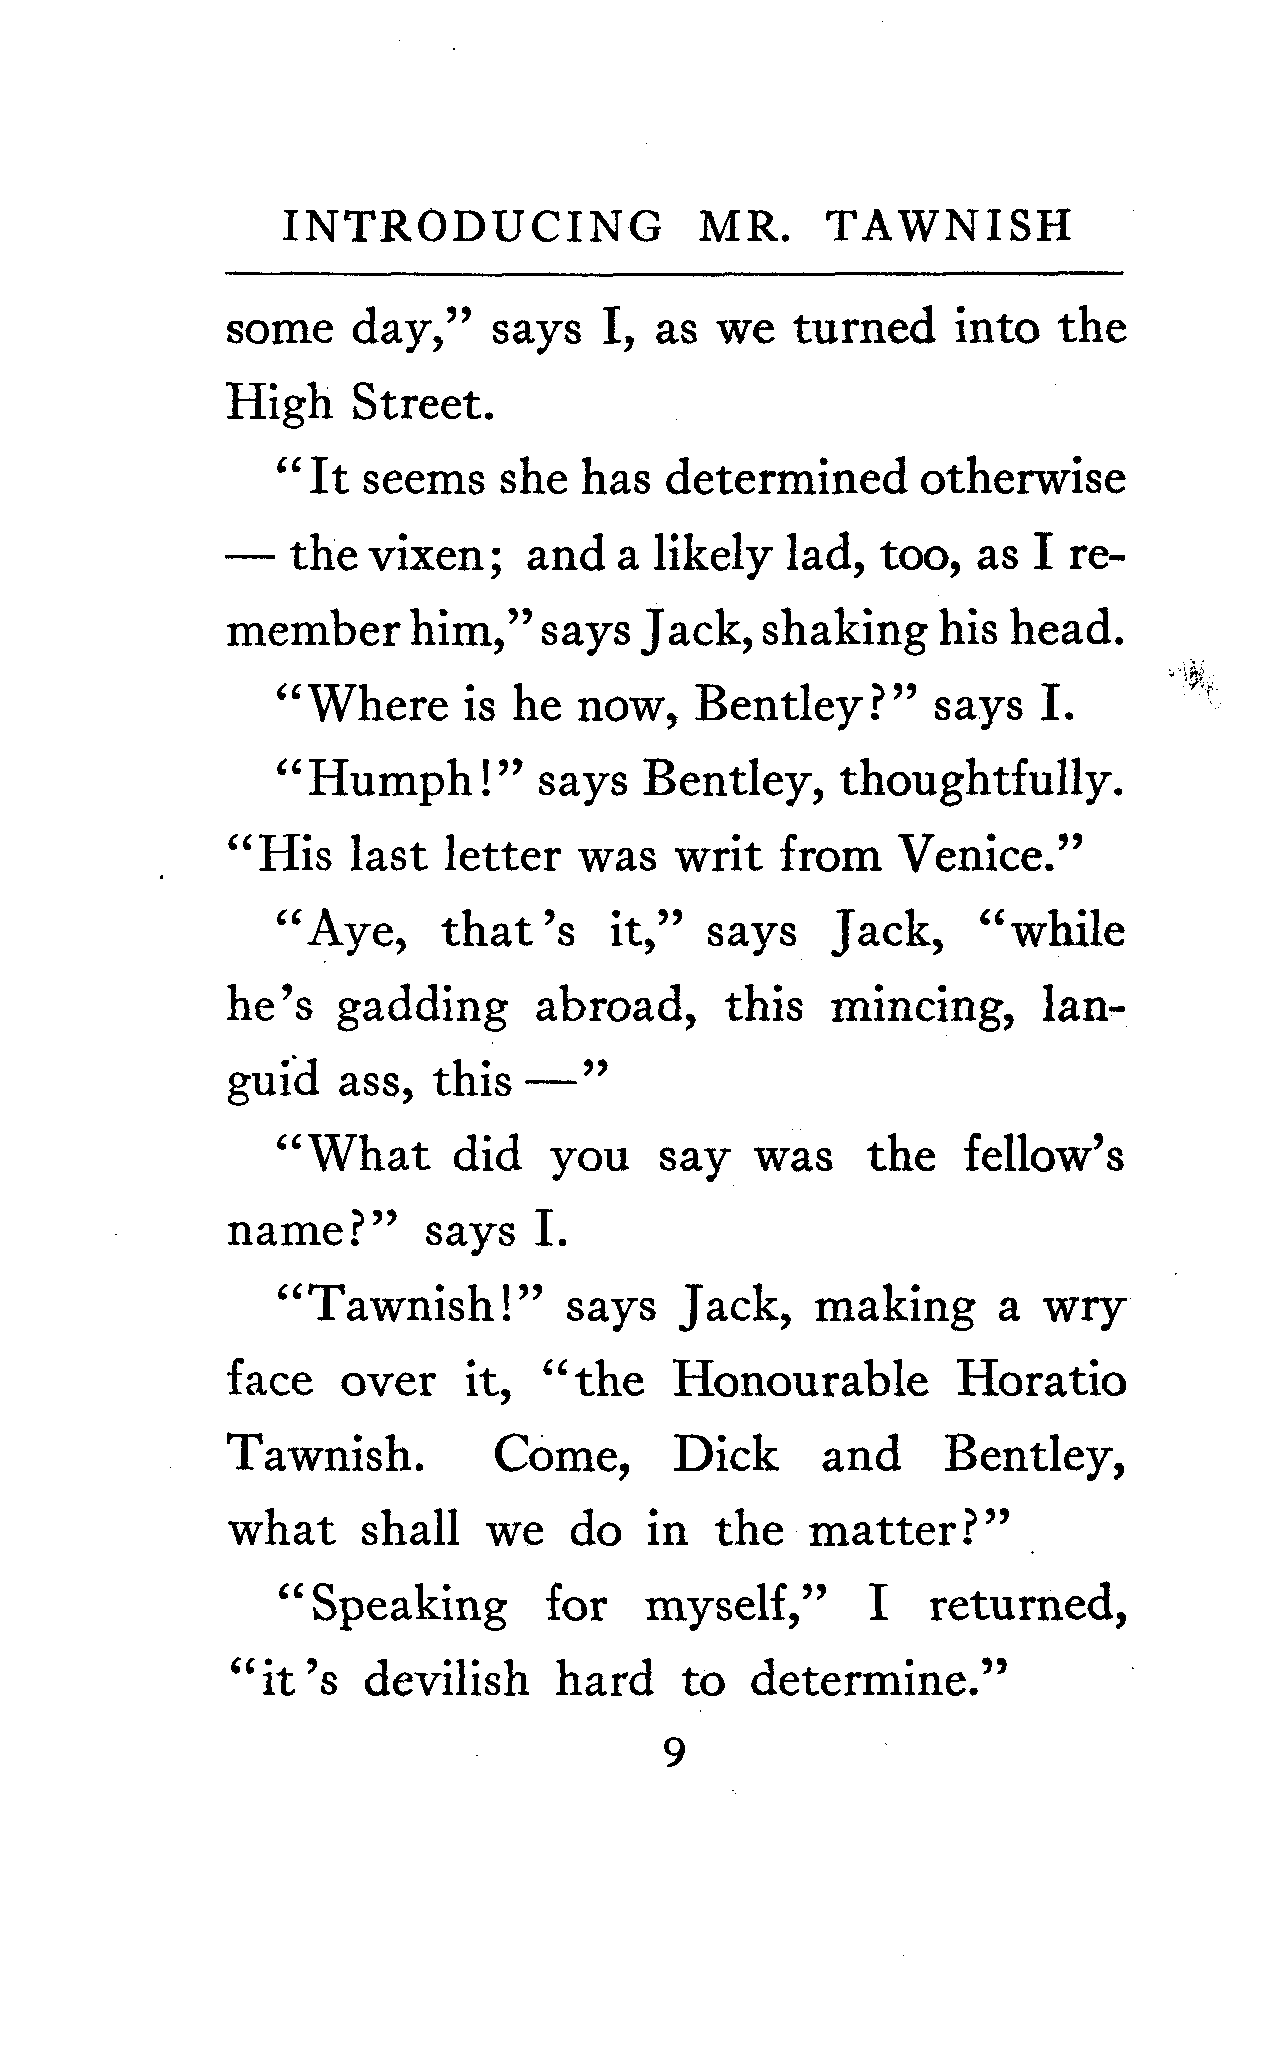 INTRODUCING MR. TAWNISH
some day,” says I, as we turned into the
High Street.
“It seems she has determined otherwise
— the vixen; and a likely lad, too, as I re-
member him,” says Jack, shaking his head.
“Where is he now, Bentley?” says I.
“Humph!” says Bentley, thoughtfully.
“His last letter was writ from Venice.”
“Aye, that’s it,” says Jack, “while
he’s gadding abroad, this mincing, lan-
guid ass, this —”
“What did you say was the fellow’s
name?” says I.
“Tawnish!” says Jack, making a wry
face over it, “the Honourable Horatio
Tawnish. Come, Dick and Bentley,
what shall we do in the matter?”
“Speaking for myself,” I returned,
“it’s devilish hard to determine.”
9